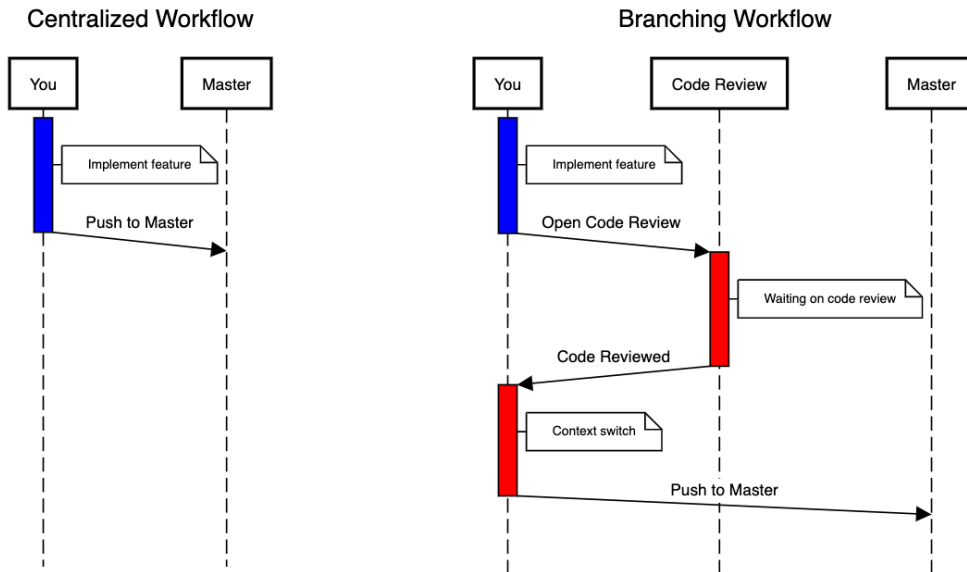 Centralized Workflow
Branching Workflow
You
Master
You
Code Review
Master
Implement feature
Implement feature
Push to Master
Open Code Review
Waiting on code review
Code Reviewed
Context switch
Push to Master